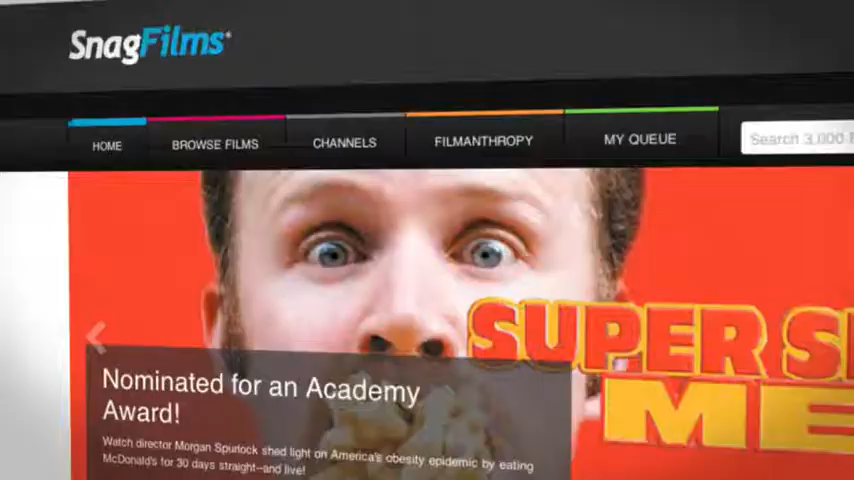 SnagFilms
HOME
BROWSE FILMS
CHANNELS
FILMANTHROPY
MY QUEUE
Search 3,000
SUPER
ME
Nominated for an Academy
Award!
Watch director Morgan Spurlock shed light on America's obesity epidemic by eating
McDonald's for 30 days straight--and live!